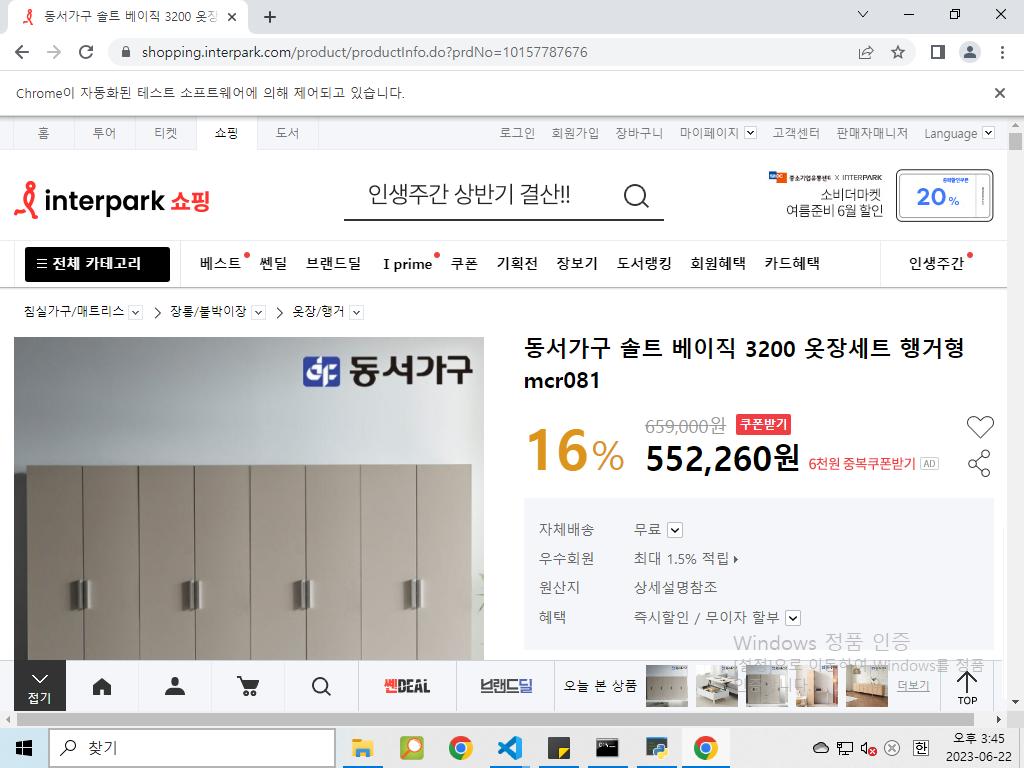 동서가구 솔트 베이직 3200 옷장
shopping.interpark.com/product/productInfo.do?prdNo=10157787676
Chrome이 자동화된 테스트 소프트웨어에 의해 제어되고 있습니다.
홈 투어 티켓 쇼핑 도서 로그인 회원가입 장바구니 마이페이지 고객센터 판매자매니저 Language
interpark 쇼핑
인생주간 상반기 결산!!
중소기업유통센터 X INTERPARK
소비더마켓
여름준비 6월 할인
20%
전체 카테고리 베스트 쎈딜 브랜드딜 I prime 쿠폰 기획전 장보기 도서랭킹 회원혜택 카드혜택 인생주간
침실가구/매트리스 장롱/붙박이장 옷장/행거
동서가구
동서가구 솔트 베이직 3200 옷장세트 행거형
mcr081
16%
659,000원 쿠폰받기
552,260원 6천원 중복쿠폰받기 AD
자체배송 무료
우수회원 최대 1.5% 적립
원산지 상세설명참조
혜택 즉시할인 / 무이자 할부
Windows 정품 인증
[설정]으로 이동하여 Windows를 정품
접기
쎈DEAL
브랜드딜
오늘 본 상품
더보기
TOP
찾기
한
오후 3:45
2023-06-22